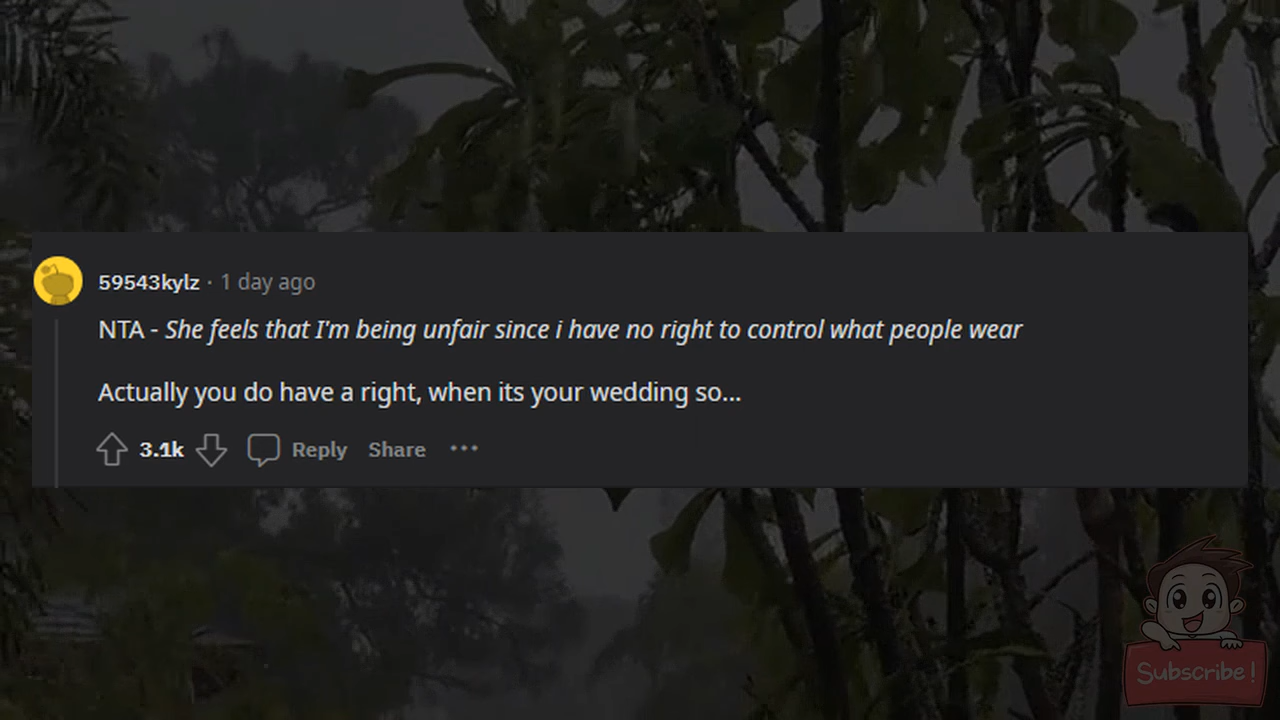 59543kylz · 1 day ago
NTA - She feels that I'm being unfair since i have no right to control what people wear
Actually you do have a right, when its your wedding so...
3.1k Reply Share ···
Subscribe!